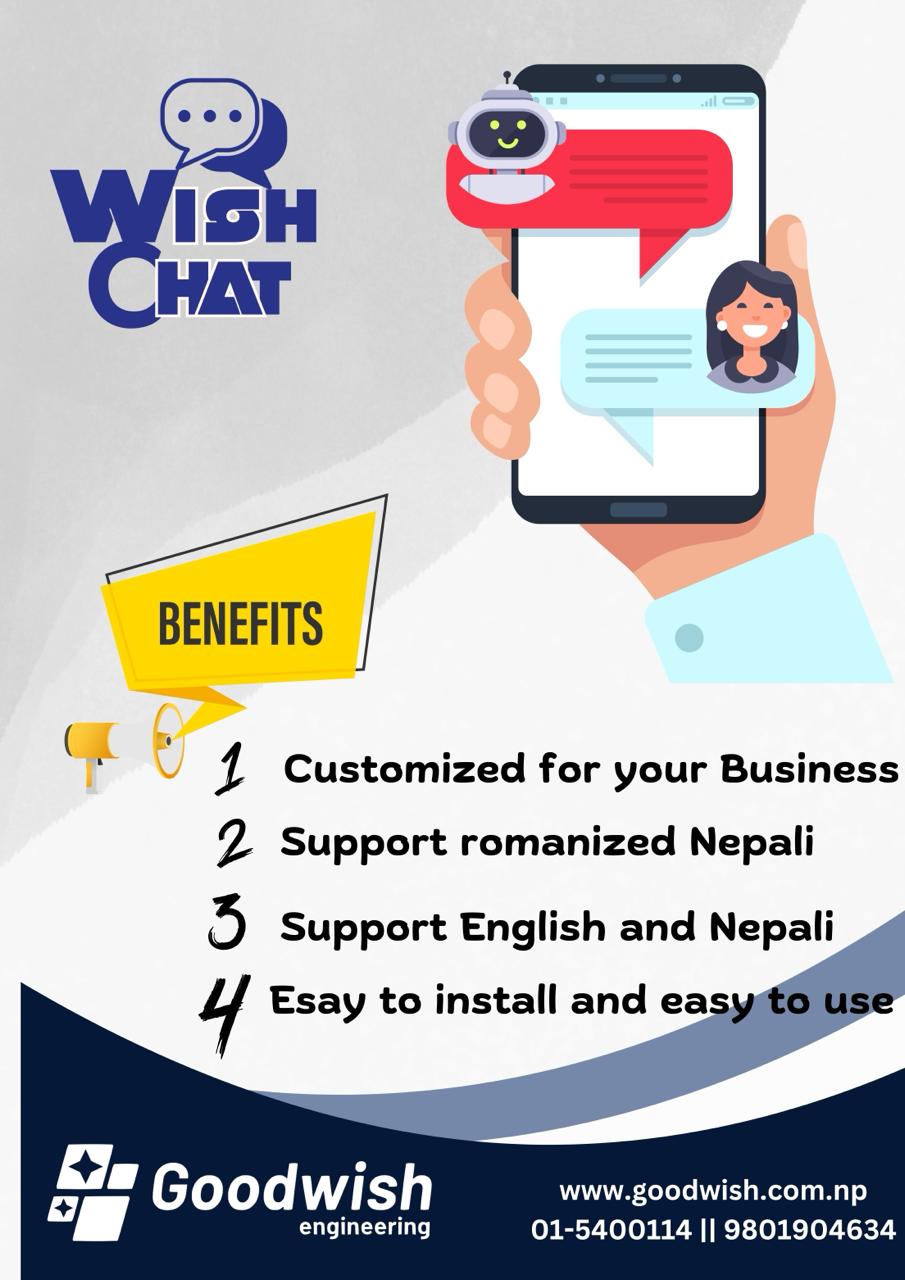 WISH
CHAT
BENEFITS
1 Customized for your Business
2 Support romanized Nepali
3 Support English and Nepali
4 Esay to install and easy to use
Goodwish
engineering
www.goodwish.com.np
01-5400114 || 9801904634